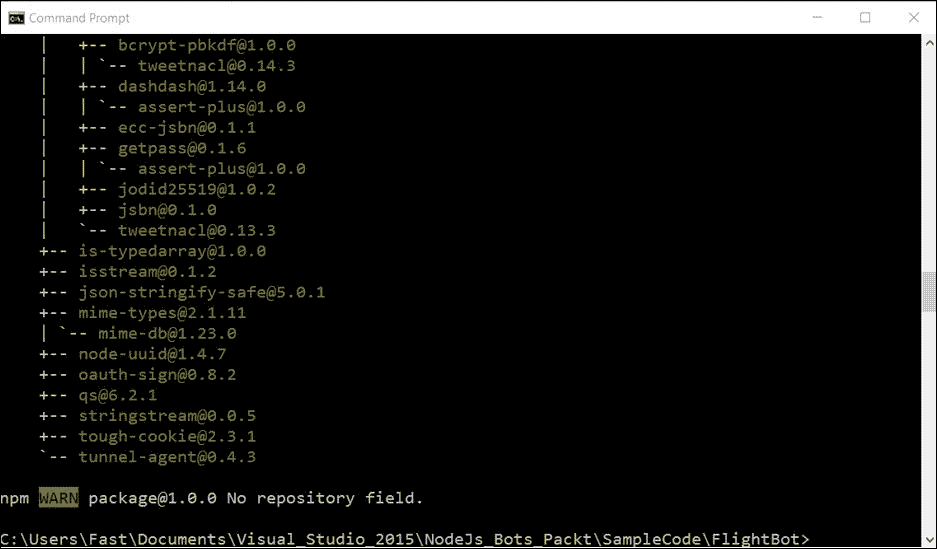 Command Prompt
|   +-- bcrypt-pbkdf@1.0.0
|   | `-- tweetnacl@0.14.3
|   +-- dashdash@1.14.0
|   | `-- assert-plus@1.0.0
|   +-- ecc-jsbn@0.1.1
|   +-- getpass@0.1.6
|   | `-- assert-plus@1.0.0
|   +-- jodid25519@1.0.2
|   +-- jsbn@0.1.0
|   `-- tweetnacl@0.13.3
+-- is-typedarray@1.0.0
+-- isstream@0.1.2
+-- json-stringify-safe@5.0.1
+-- mime-types@2.1.11
| `-- mime-db@1.23.0
+-- node-uuid@1.4.7
+-- oauth-sign@0.8.2
+-- qs@6.2.1
+-- stringstream@0.0.5
+-- tough-cookie@2.3.1
`-- tunnel-agent@0.4.3
npm WARN package@1.0.0 No repository field.
C:\Users\Fast\Documents\Visual_Studio_2015\NodeJs_Bots_Packt\SampleCode\FlightBot>